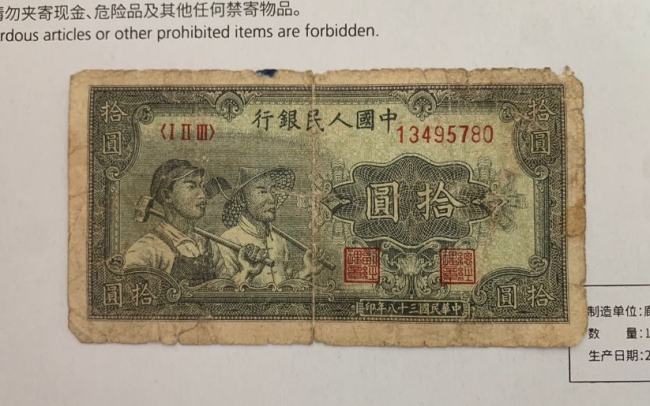 请勿夹寄现金、危险品及其他任何禁寄物品。
rdous articles or other prohibited items are forbidden.
中國人民銀行
拾圓
拾圓
〈I II III〉
13495780
拾圓
拾圓
拾圓
中華民國三十八年印
制造单位:
数 量:1
生产日期:2